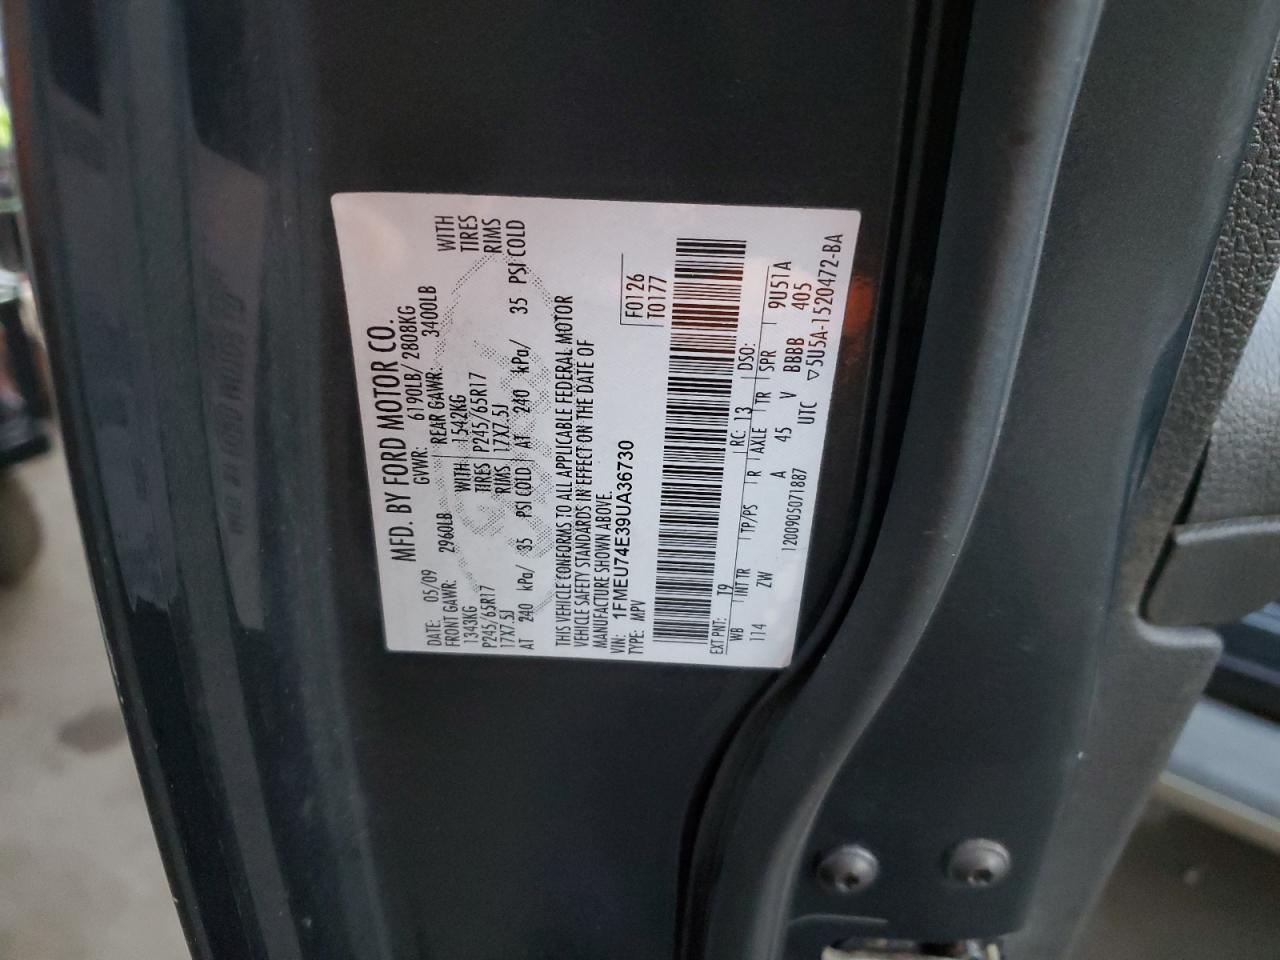 MFD. BY FORD MOTOR CO.
DATE: 05/09 GVWR: 6190LB/ 2808KG
FRONT GAWR: 2960LB REAR GAWR: 3400LB
1343KG WITH 1542KG WITH
P245/65R17 TIRES P245/65R17 TIRES
17X7.5J RIMS 17X7.5J RIMS
AT 240 kPa/ 35 PSI COLD AT 240 kPa/ 35 PSI COLD
THIS VEHICLE CONFORMS TO ALL APPLICABLE FEDERAL MOTOR
VEHICLE SAFETY STANDARDS IN EFFECT ON THE DATE OF
MANUFACTURE SHOWN ABOVE.
VIN: 1FMEU74E39UA36730 F0126
TYPE: MPV T0177
EXT PNT: T9 RC: 13 DSO:
WB INT TR TP/PS R AXLE TR SPR 9U51A
114 ZW A 45 V BBBB 405
1200905071887 UTC ▽5U5A-1520472-BA